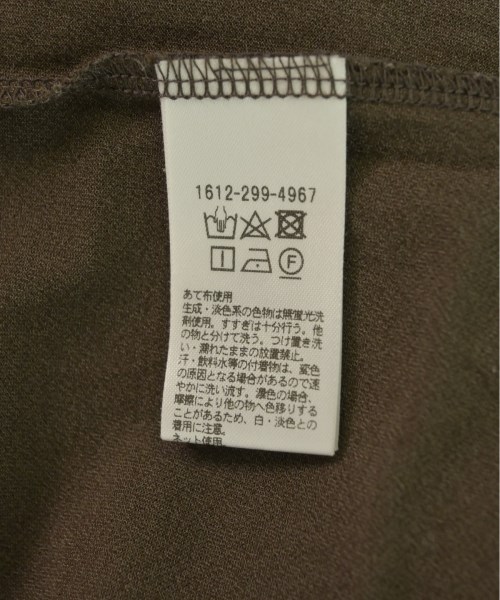 1612-299-4967
F
あて布使用
生成・淡色系の色物は無蛍光洗
剤使用。すすぎは十分行う。他
の物と分けて洗う。つけ置き洗
い・濡れたままの放置禁止。
汗・飲料水等の付着物は、変色
の原因となる場合があるので速
やかに洗い流す。濃色の場合、
摩擦により他の物へ色移りする
ことがあるため、白・淡色との
着用に注意。
ネット使用